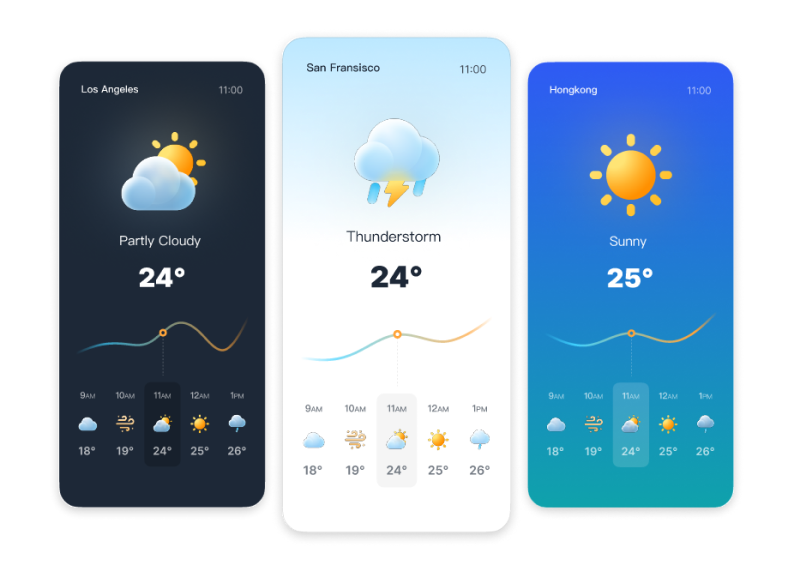 Los Angeles 11:00
Partly Cloudy
24°
9AM 10AM 11AM 12AM 1PM
18° 19° 24° 25° 26°
San Fransisco 11:00
Thunderstorm
24°
9AM 10AM 11AM 12AM 1PM
18° 19° 24° 25° 26°
Hongkong 11:00
Sunny
25°
9AM 10AM 11AM 12AM 1PM
18° 19° 24° 25° 26°